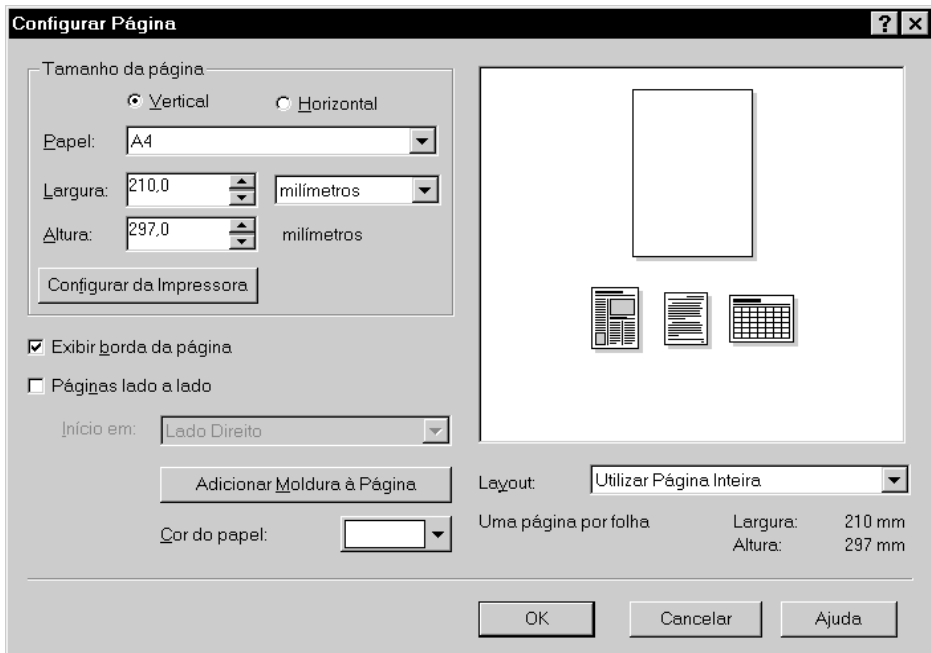 Configurar Página
Tamanho da página
Vertical Horizontal
Papel: A4
Largura: 210,0 milímetros
Altura: 297,0 milímetros
Configurar da Impressora
Exibir borda da página
Páginas lado a lado
Início em: Lado Direito
Adicionar Moldura à Página
Cor do papel:
Layout: Utilizar Página Inteira
Uma página por folha Largura: 210 mm
Altura: 297 mm
OK Cancelar Ajuda